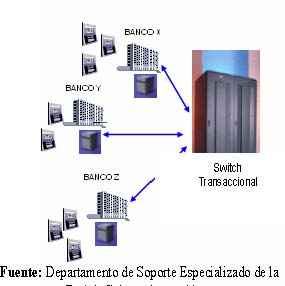 BANCO X
BANCO Y
Switch
Transaccional
BANCO Z
Fuente: Departamento de Soporte Especializado de la